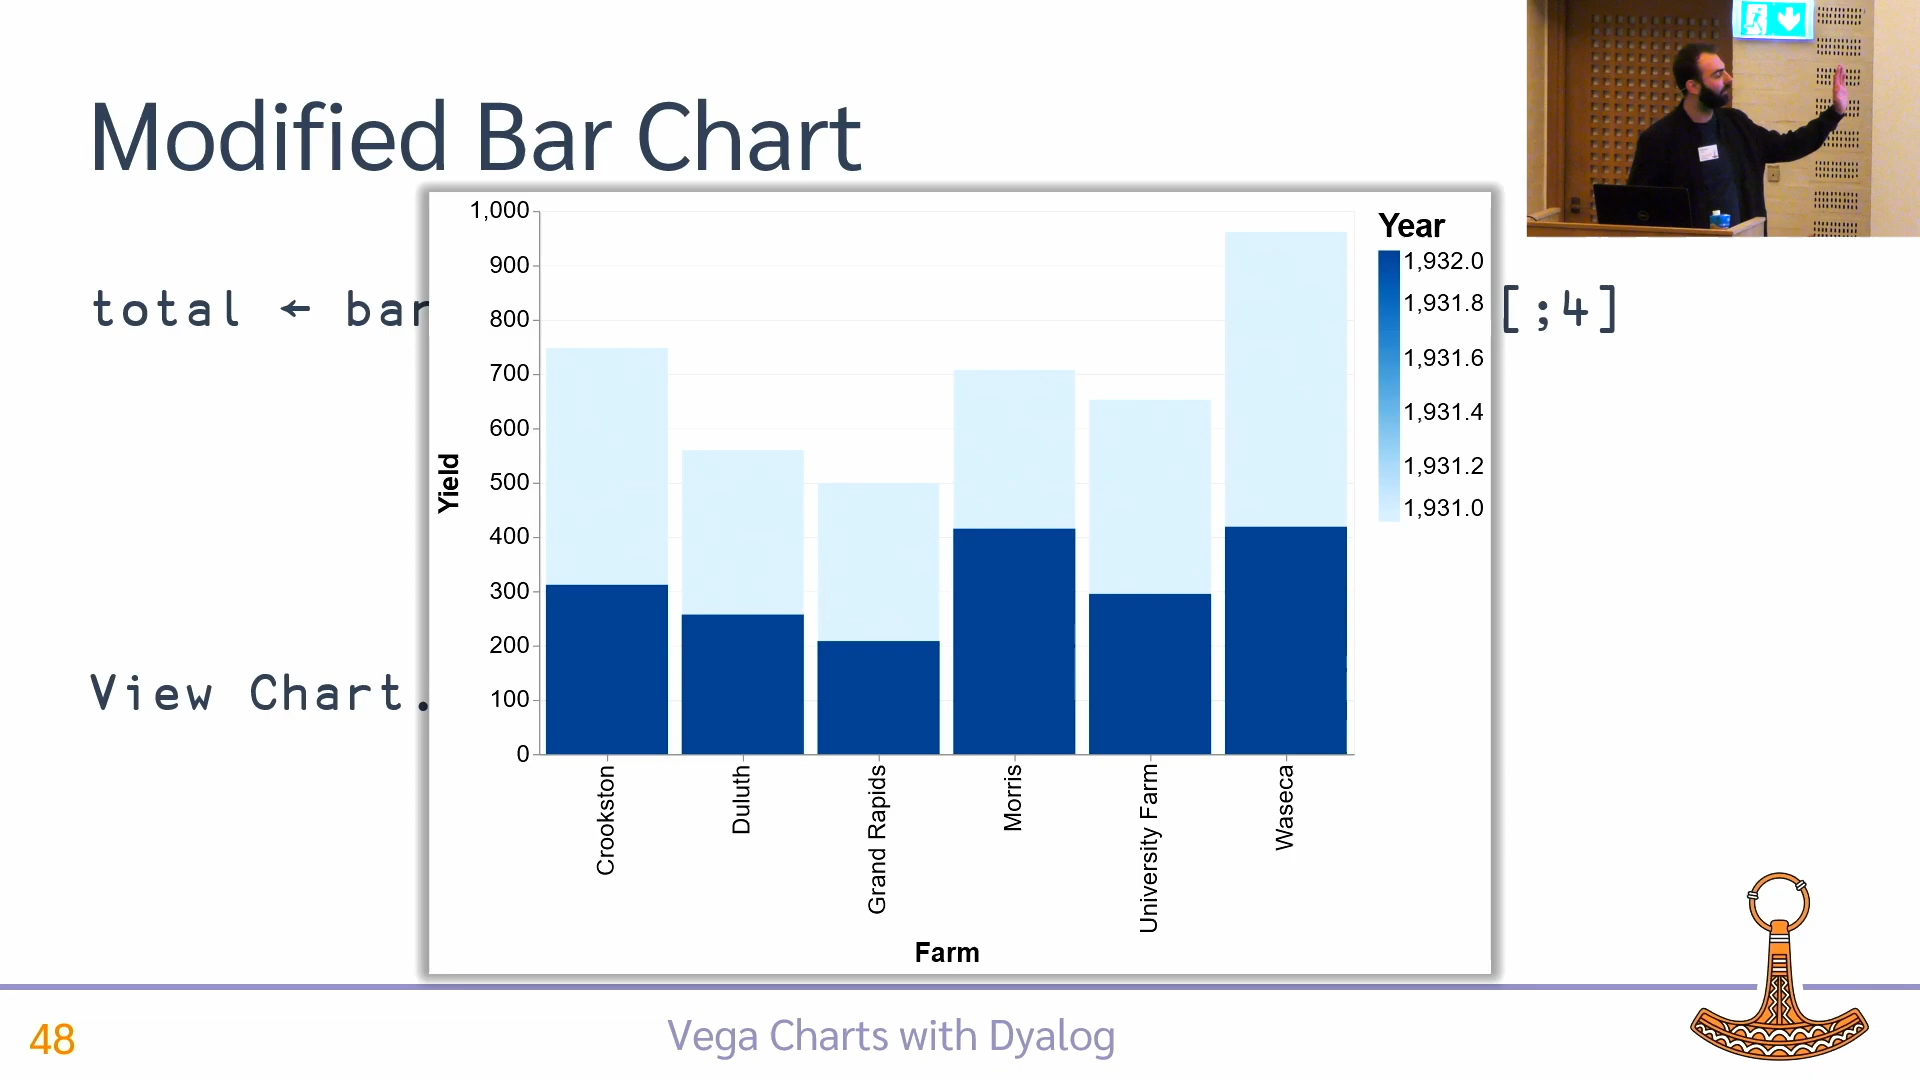 Modified Bar Chart
total ← bar
[;4]
View Chart.
1,000
900
800
700
600
500
400
300
200
100
0
Yield
Crookston
Duluth
Grand Rapids
Morris
University Farm
Waseca
Farm
Year
1,932.0
1,931.8
1,931.6
1,931.4
1,931.2
1,931.0
48
Vega Charts with Dyalog